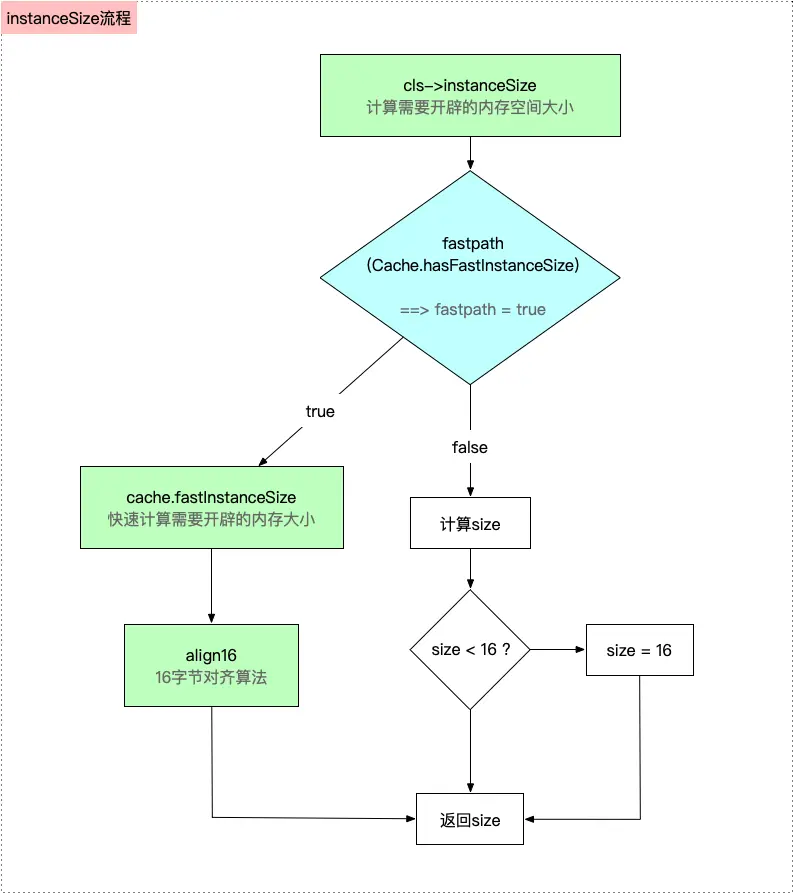 instanceSize流程
cls->instanceSize
计算需要开辟的内存空间大小
fastpath
(Cache.hasFastInstanceSize)
==> fastpath = true
true
false
cache.fastInstanceSize
快速计算需要开辟的内存大小
计算size
align16
16字节对齐算法
size < 16 ?
size = 16
返回size